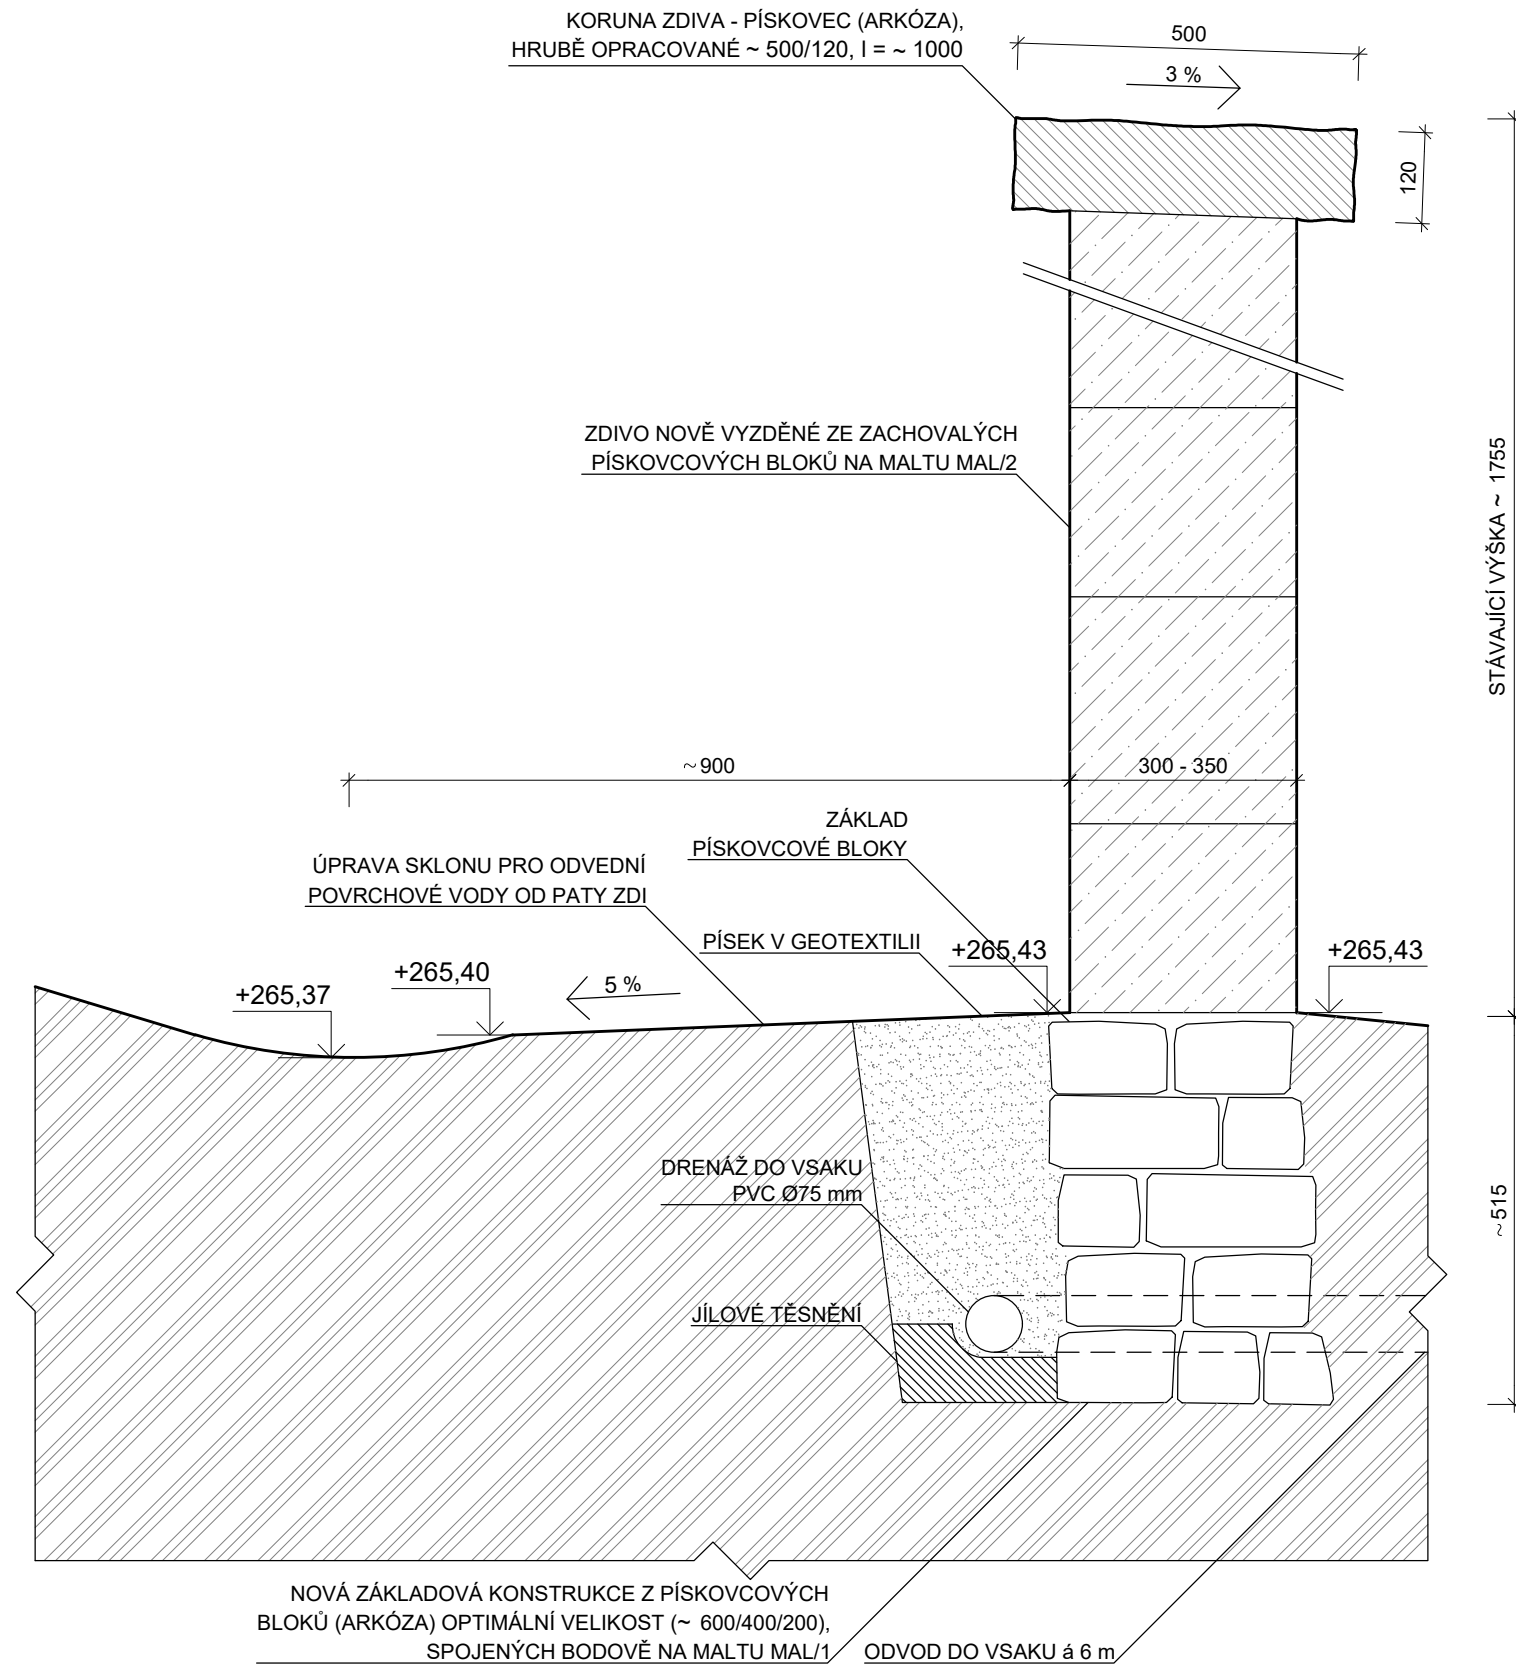 KORUNA ZDIVA - PÍSKOVEC (ARKÓZA),
HRUBĚ OPRACOVANÉ ~ 500/120, l = ~ 1000
500
3 %
120
STÁVAJÍCÍ VÝŠKA ~ 1755
ZDIVO NOVĚ VYZDĚNÉ ZE ZACHOVALÝCH
PÍSKOVCOVÝCH BLOKŮ NA MALTU MAL/2
~ 900
300 - 350
ZÁKLAD
PÍSKOVCOVÉ BLOKY
ÚPRAVA SKLONU PRO ODVEDNÍ
POVRCHOVÉ VODY OD PATY ZDI
PÍSEK V GEOTEXTILII
+265,43
+265,43
+265,40
+265,37
5 %
DRENÁŽ DO VSAKU
PVC Ø75 mm
~ 515
JÍLOVÉ TĚSNĚNÍ
NOVÁ ZÁKLADOVÁ KONSTRUKCE Z PÍSKOVCOVÝCH
BLOKŮ (ARKÓZA) OPTIMÁLNÍ VELIKOST (~ 600/400/200),
SPOJENÝCH BODOVĚ NA MALTU MAL/1
ODVOD DO VSAKU á 6 m